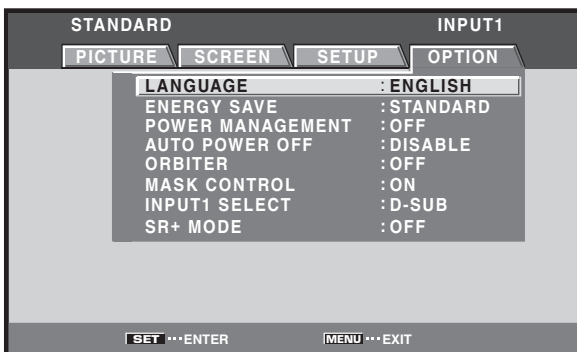 STANDARD INPUT1
PICTURE SCREEN SETUP OPTION
LANGUAGE : ENGLISH
ENERGY SAVE : STANDARD
POWER MANAGEMENT : OFF
AUTO POWER OFF : DISABLE
ORBITER : OFF
MASK CONTROL : ON
INPUT1 SELECT : D-SUB
SR+ MODE : OFF
SET ··· ENTER MENU ··· EXIT